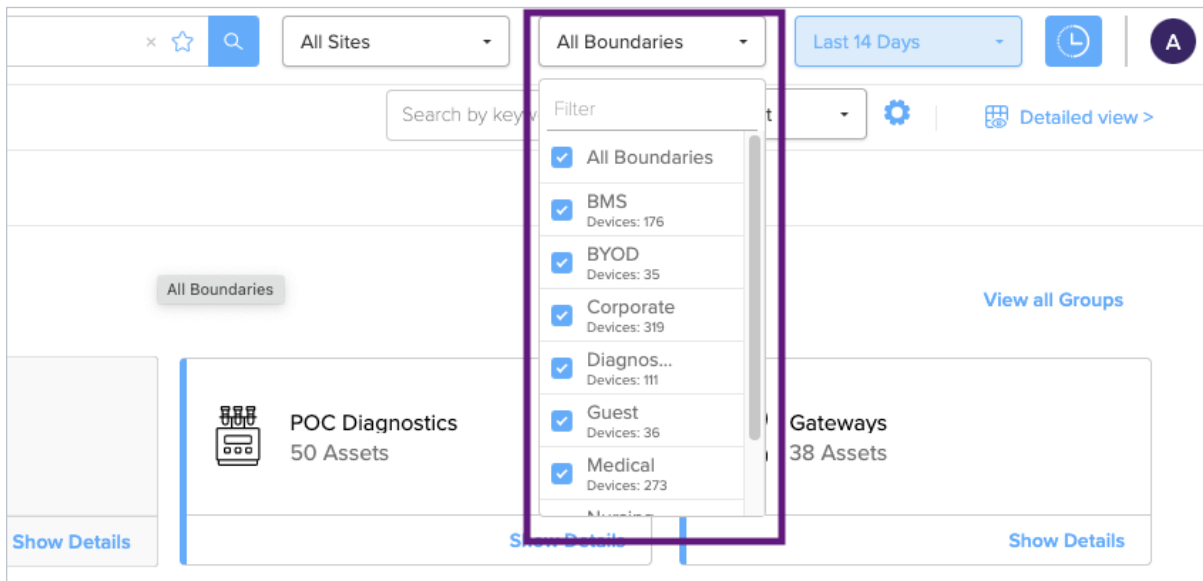 ×
All Sites
All Boundaries
Last 14 Days
A
Search by
Filter
Detailed view >
All Boundaries
BMS
Devices: 176
BYOD
Devices: 35
All Boundaries
Corporate
Devices: 319
View all Groups
Diagnos...
Devices: 111
Guest
Devices: 36
POC Diagnostics
50 Assets
Gateways
38 Assets
Medical
Devices: 273
Show Details
Show Details
Show Details